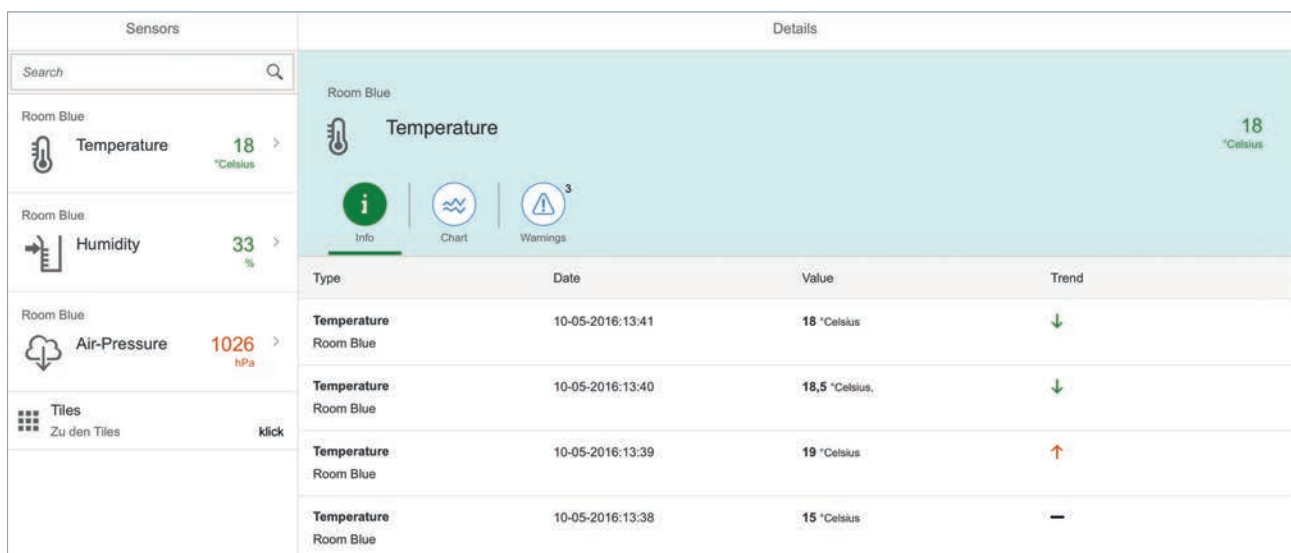 Sensors
Search
Room Blue
Temperature
18
°Celsius
Room Blue
Humidity
33
%
Room Blue
Air-Pressure
1026
hPa
Tiles
Zu den Tiles
klick
Details
Room Blue
Temperature
18
°Celsius
3
Info
Chart
Warnings
Type Date Value Trend
Temperature 10-05-2016:13:41 18 °Celsius
Room Blue
Temperature 10-05-2016:13:40 18,5 °Celsius,
Room Blue
Temperature 10-05-2016:13:39 19 °Celsius
Room Blue
Temperature 10-05-2016:13:38 15 °Celsius
Room Blue